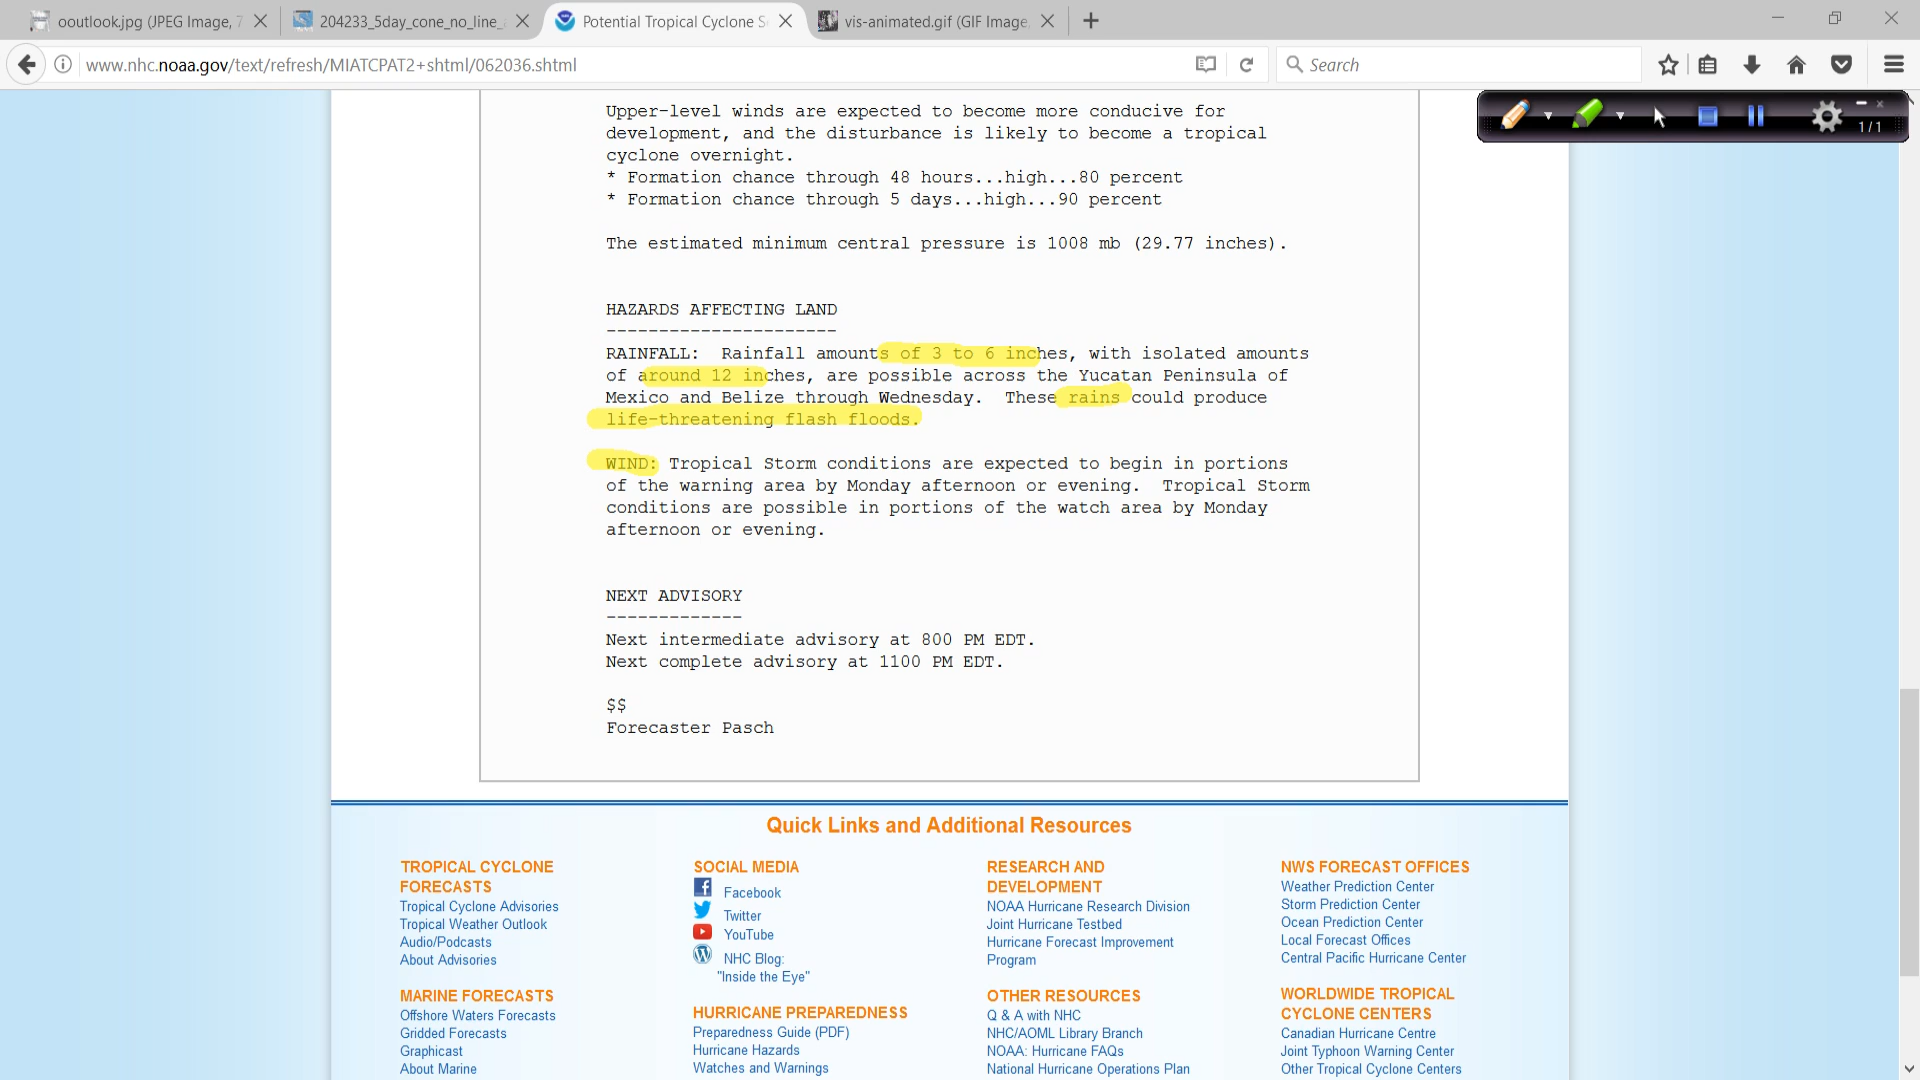 ooutlook.jpg (JPEG Image, 7
204233_5day_cone_no_line_
Potential Tropical Cyclone S
vis-animated.gif (GIF Image,
www.nhc.noaa.gov/text/refresh/MIATCPAT2+shtml/062036.shtml
Search
1/1
Upper-level winds are expected to become more conducive for
development, and the disturbance is likely to become a tropical
cyclone overnight.
* Formation chance through 48 hours...high...80 percent
* Formation chance through 5 days...high...90 percent
The estimated minimum central pressure is 1008 mb (29.77 inches).
HAZARDS AFFECTING LAND
----------------------
RAINFALL:  Rainfall amounts of 3 to 6 inches, with isolated amounts
of around 12 inches, are possible across the Yucatan Peninsula of
Mexico and Belize through Wednesday.  These rains could produce
life-threatening flash floods.
WIND: Tropical Storm conditions are expected to begin in portions
of the warning area by Monday afternoon or evening.  Tropical Storm
conditions are possible in portions of the watch area by Monday
afternoon or evening.
NEXT ADVISORY
-------------
Next intermediate advisory at 800 PM EDT.
Next complete advisory at 1100 PM EDT.
$$
Forecaster Pasch
Quick Links and Additional Resources
TROPICAL CYCLONE
FORECASTS
Tropical Cyclone Advisories
Tropical Weather Outlook
Audio/Podcasts
About Advisories
MARINE FORECASTS
Offshore Waters Forecasts
Gridded Forecasts
Graphicast
About Marine
SOCIAL MEDIA
Facebook
Twitter
YouTube
NHC Blog:
"Inside the Eye"
HURRICANE PREPAREDNESS
Preparedness Guide (PDF)
Hurricane Hazards
Watches and Warnings
RESEARCH AND
DEVELOPMENT
NOAA Hurricane Research Division
Joint Hurricane Testbed
Hurricane Forecast Improvement
Program
OTHER RESOURCES
Q & A with NHC
NHC/AOML Library Branch
NOAA: Hurricane FAQs
National Hurricane Operations Plan
NWS FORECAST OFFICES
Weather Prediction Center
Storm Prediction Center
Ocean Prediction Center
Local Forecast Offices
Central Pacific Hurricane Center
WORLDWIDE TROPICAL
CYCLONE CENTERS
Canadian Hurricane Centre
Joint Typhoon Warning Center
Other Tropical Cyclone Centers